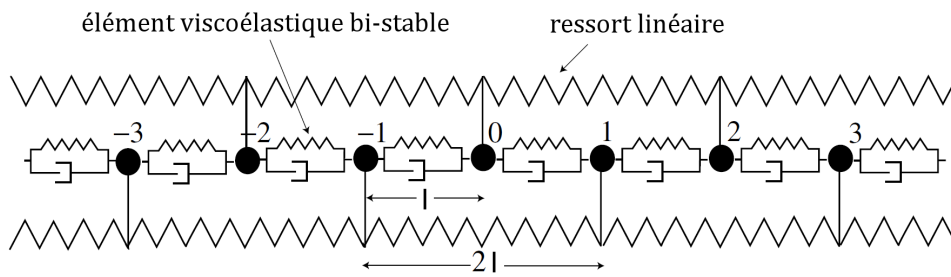 élément viscoélastique bi-stable
ressort linéaire
−3 −2 −1 0 1 2 3
l
2l